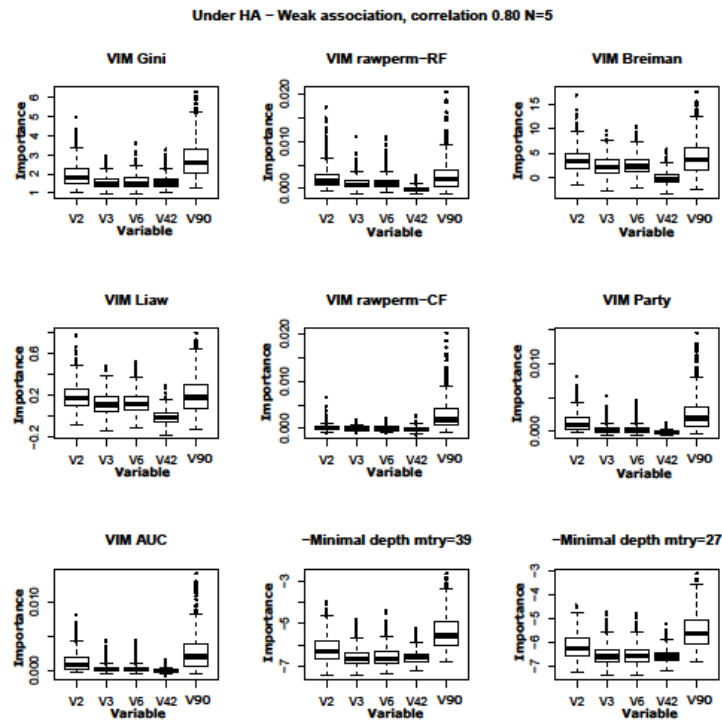 Under HA − Weak association, correlation 0.80 N=5
VIM Gini
VIM rawperm−RF
VIM Breiman
Importance
1 2 3 4 5 6
V2 V3 V6 V42 V90
Variable
Importance
0.000 0.010 0.020
V2 V3 V6 V42 V90
Variable
Importance
0 5 10 15
V2 V3 V6 V42 V90
Variable
VIM Liaw
VIM rawperm−CF
VIM Party
Importance
−0.2 0.2 0.6
V2 V3 V6 V42 V90
Variable
Importance
0.000 0.010 0.020
V2 V3 V6 V42 V90
Variable
Importance
0.000 0.010
V2 V3 V6 V42 V90
Variable
VIM AUC
−Minimal depth mtry=39
−Minimal depth mtry=27
Importance
0.000 0.010
V2 V3 V6 V42 V90
Variable
Importance
−7 −5 −4 −3
V2 V3 V6 V42 V90
Variable
Importance
−7 −6 −5 −4 −3
V2 V3 V6 V42 V90
Variable